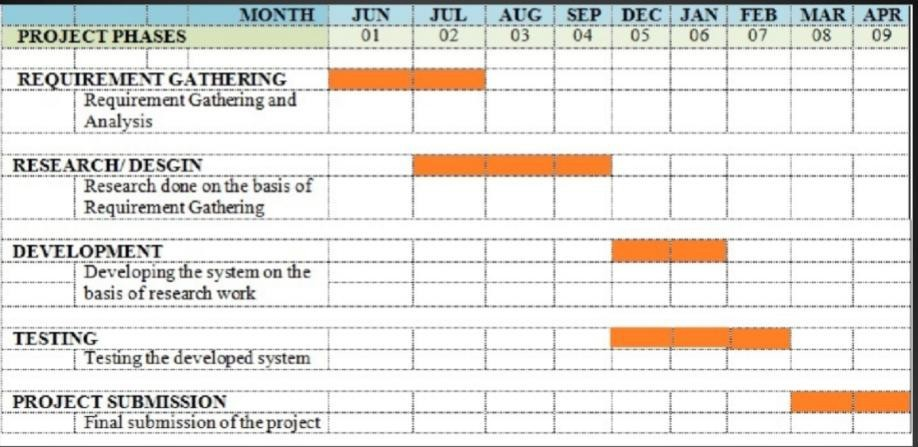 MONTH JUN JUL AUG SEP DEC JAN FEB MAR APR
PROJECT PHASES 01 02 03 04 05 06 07 08 09
REQUIREMENT GATHERING
Requirement Gathering and
Analysis
RESEARCH/ DESGIN
Research done on the basis of
Requirement Gathering
DEVELOPMENT
Developing the system on the
basis of research work
TESTING
Testing the developed system
PROJECT SUBMISSION
Final submission of the project